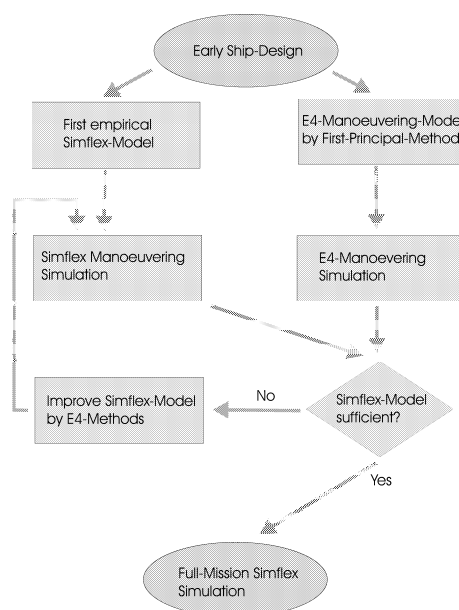 Early Ship-Design
First empirical
Simflex-Model
E4-Manoeuvering-Mode
by First-Principal-Method
Simflex Manoeuvering
Simulation
E4-Manoevering
Simulation
Improve Simflex-Model
by E4-Methods
No
Simflex-Model
sufficient?
Yes
Full-Mission Simflex
Simulation